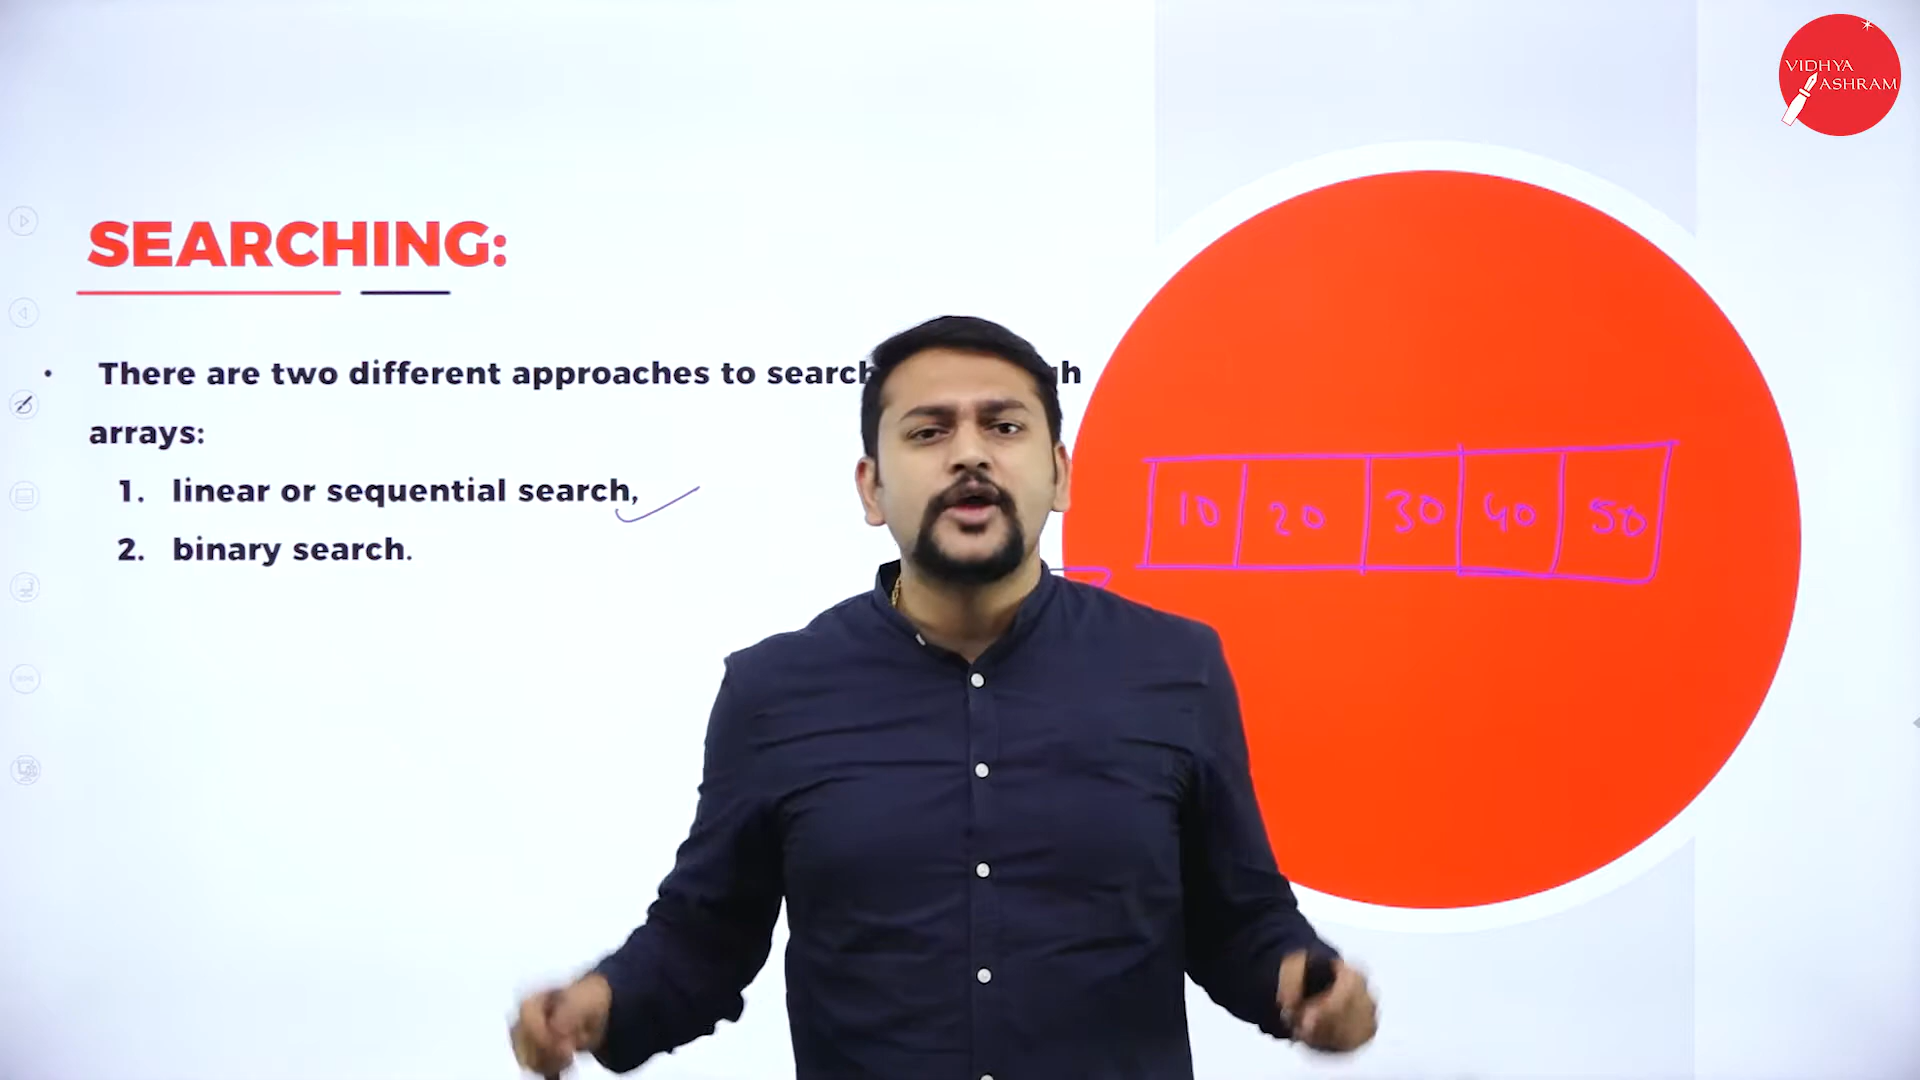 VIDHYA
ASHRAM
SEARCHING:
• There are two different approaches to search
arrays:
1. linear or sequential search,
2. binary search.
10 20 30 40 50